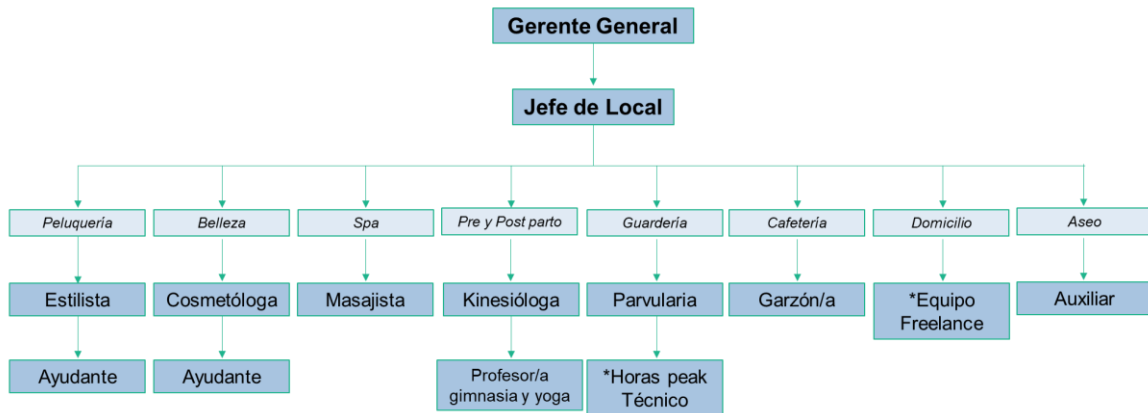 Gerente General
Jefe de Local
Peluquería
Belleza
Spa
Pre y Post parto
Guardería
Cafetería
Domicilio
Aseo
Estilista
Cosmetóloga
Masajista
Kinesióloga
Parvularia
Garzón/a
*Equipo
Freelance
Auxiliar
Ayudante
Ayudante
Profesor/a
gimnasia y yoga
*Horas peak
Técnico